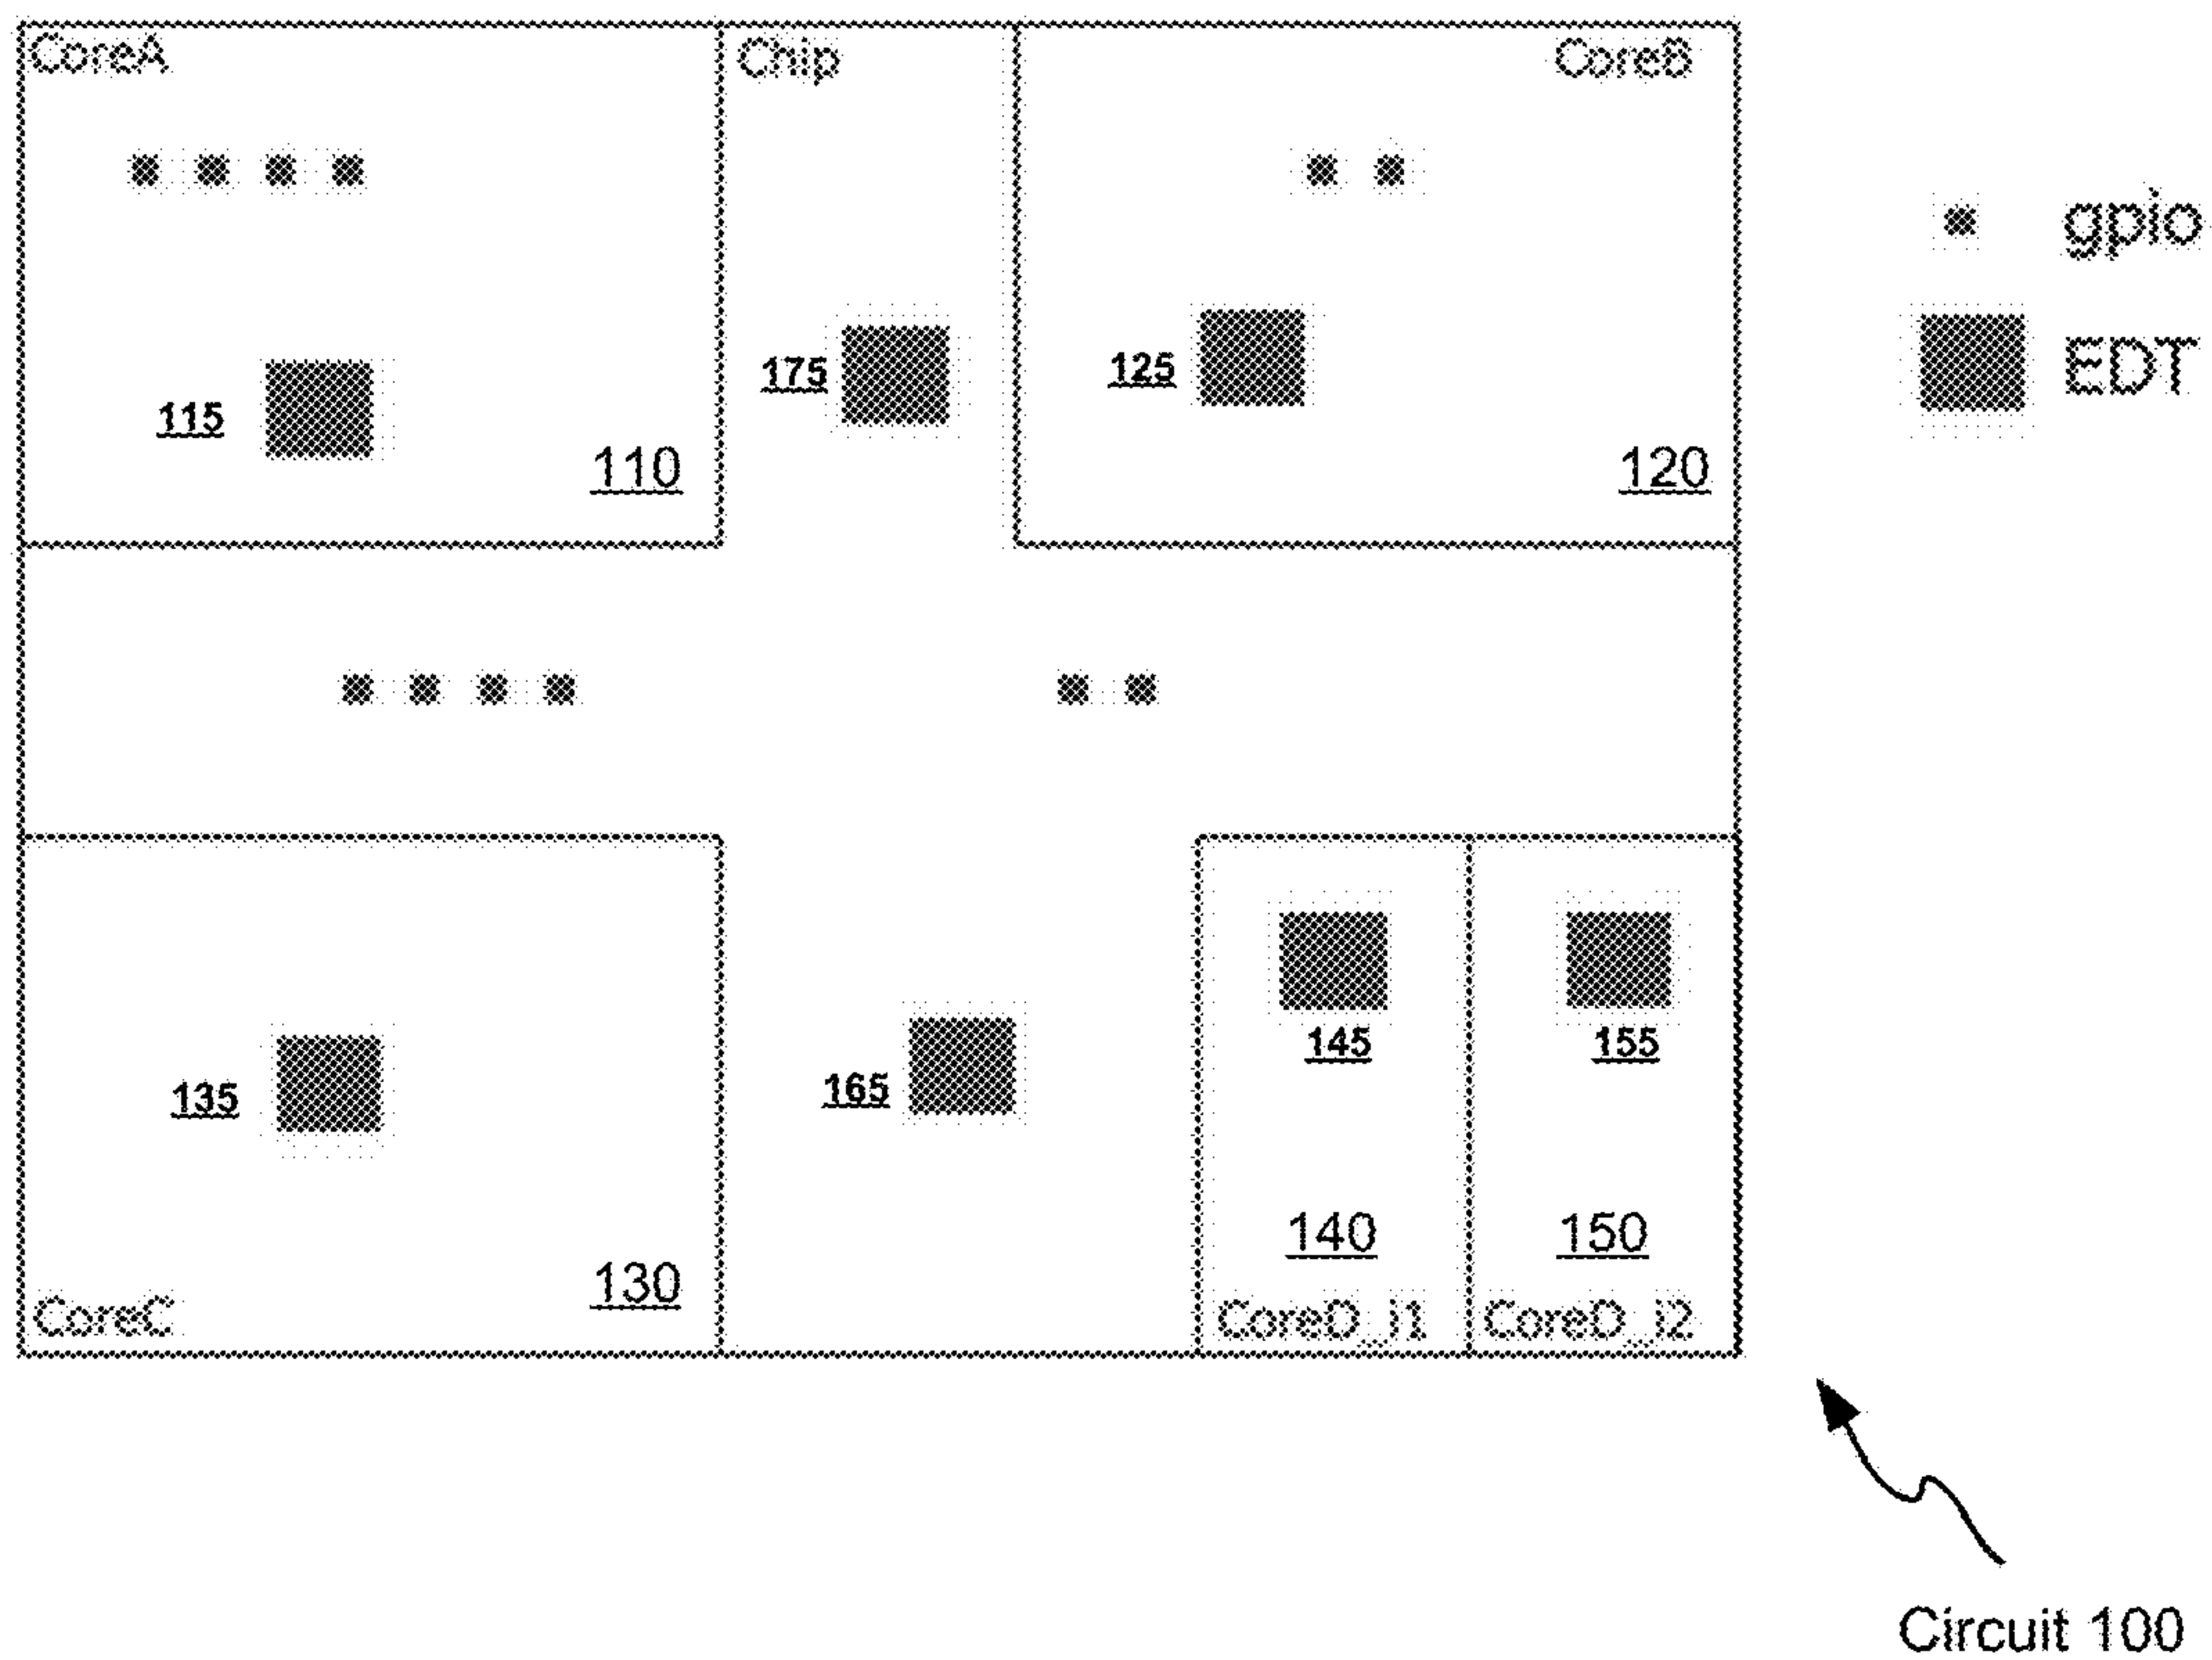 CoreA
Chip
CoreB
gpio
EDT
175
125
115
110
120
145
155
135
165
140
150
130
CoreC
CoreD_i1
CoreD_i2
Circuit 100